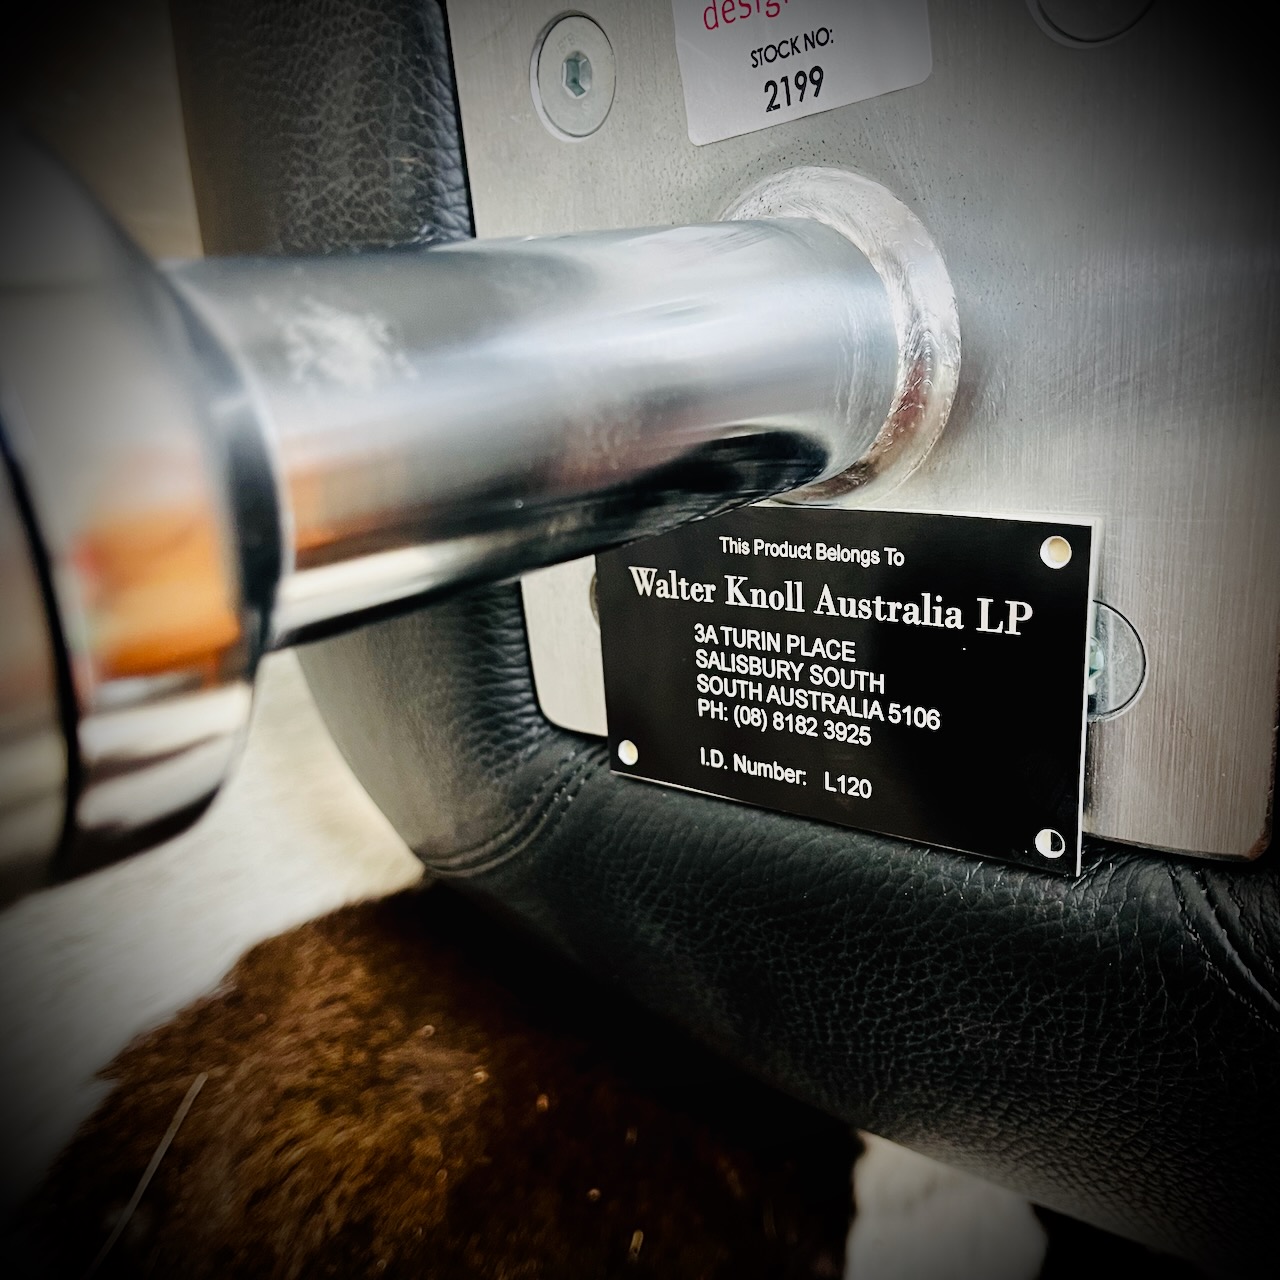 STOCK NO:
2199
This Product Belongs To
Walter Knoll Australia LP
3A TURIN PLACE
SALISBURY SOUTH
SOUTH AUSTRALIA 5106
PH: (08) 8182 3925
I.D. Number: L120